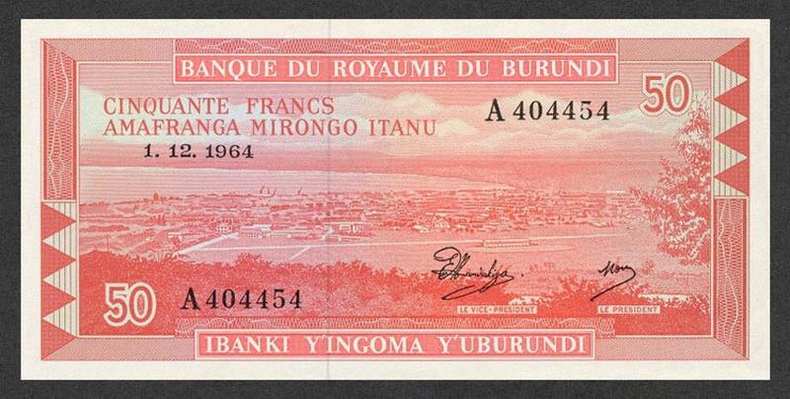 BANQUE DU ROYAUME DU BURUNDI
CINQUANTE FRANCS
AMAFRANGA MIRONGO ITANU
1. 12. 1964
A 404454
50
50
A 404454
LE VICE-PRESIDENT
LE PRESIDENT
IBANKI Y'INGOMA Y'UBURUNDI